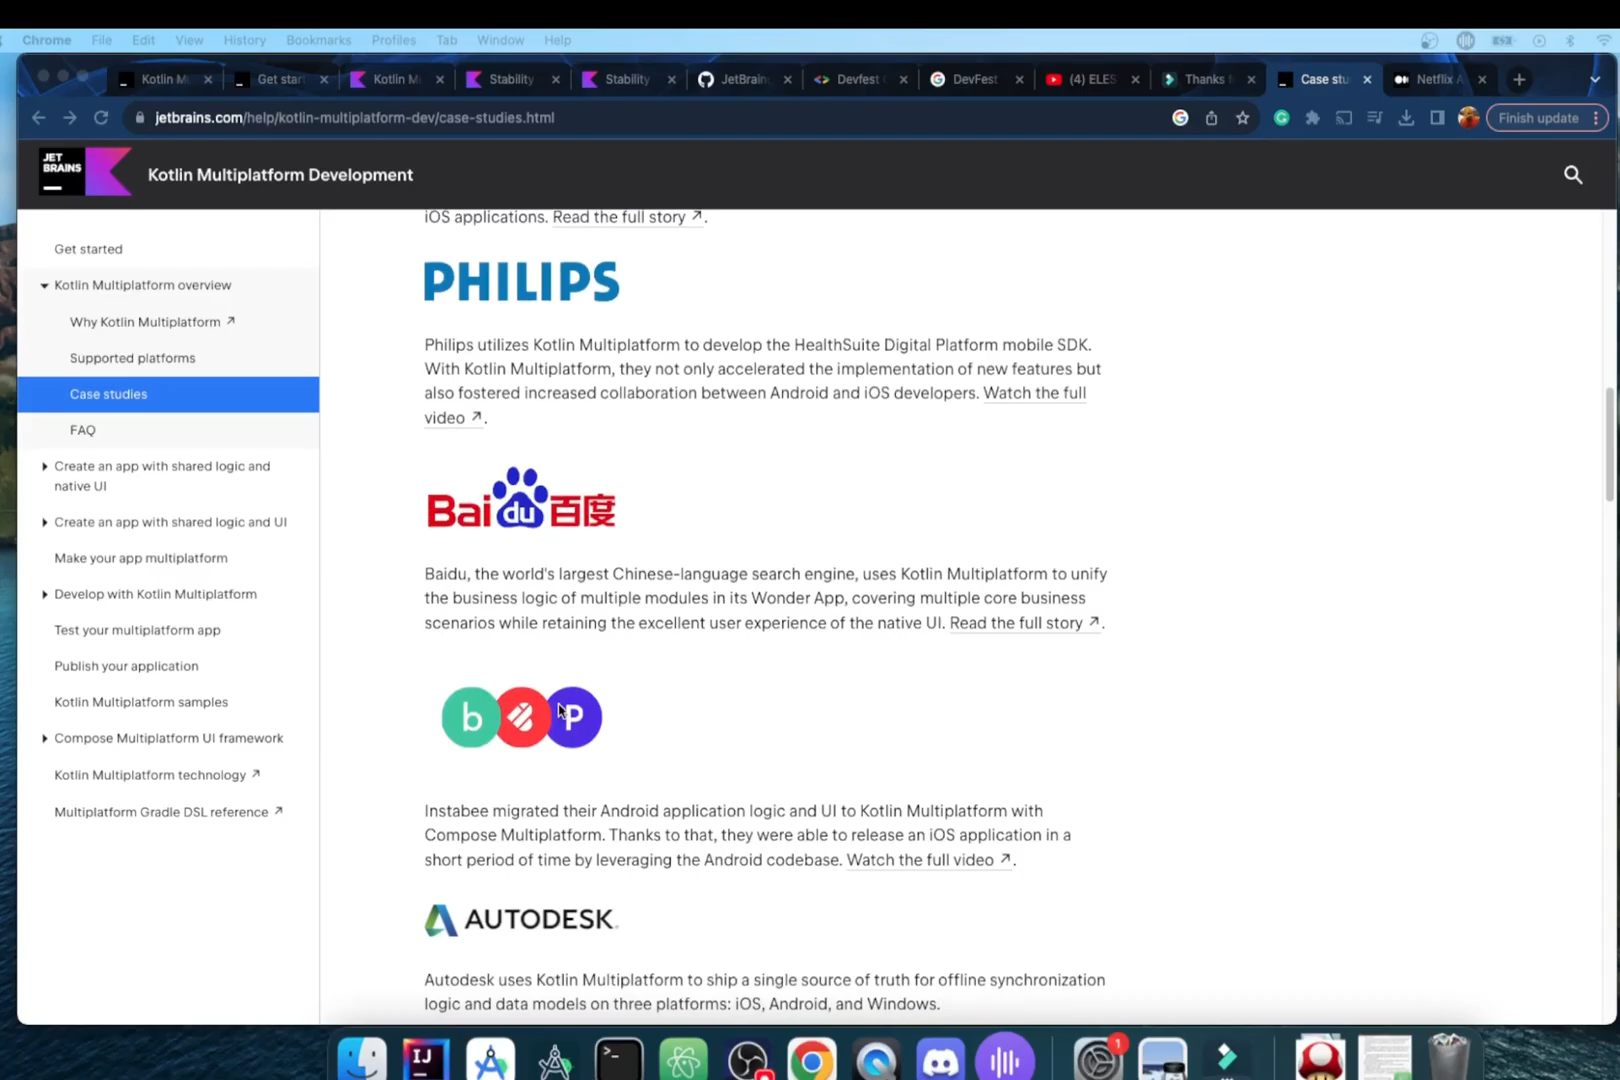 Chrome File Edit View History Bookmarks Profiles Tab Window Help
Kotlin M Get star Kotlin M Stability Stability JetBrain Devfest DevFest (4) ELES Thanks Case stu Netflix A
jetbrains.com/help/kotlin-multiplatform-dev/case-studies.html
Finish update
JET
BRAINS
Kotlin Multiplatform Development
Get started
Kotlin Multiplatform overview
Why Kotlin Multiplatform ↗
Supported platforms
Case studies
FAQ
Create an app with shared logic and
native UI
Create an app with shared logic and UI
Make your app multiplatform
Develop with Kotlin Multiplatform
Test your multiplatform app
Publish your application
Kotlin Multiplatform samples
Compose Multiplatform UI framework
Kotlin Multiplatform technology ↗
Multiplatform Gradle DSL reference ↗
iOS applications. Read the full story ↗.
PHILIPS
Philips utilizes Kotlin Multiplatform to develop the HealthSuite Digital Platform mobile SDK.
With Kotlin Multiplatform, they not only accelerated the implementation of new features but
also fostered increased collaboration between Android and iOS developers. Watch the full
video ↗.
Baidu百度
Baidu, the world's largest Chinese-language search engine, uses Kotlin Multiplatform to unify
the business logic of multiple modules in its Wonder App, covering multiple core business
scenarios while retaining the excellent user experience of the native UI. Read the full story ↗.
b P
Instabee migrated their Android application logic and UI to Kotlin Multiplatform with
Compose Multiplatform. Thanks to that, they were able to release an iOS application in a
short period of time by leveraging the Android codebase. Watch the full video ↗.
AUTODESK.
Autodesk uses Kotlin Multiplatform to ship a single source of truth for offline synchronization
logic and data models on three platforms: iOS, Android, and Windows.
IJ
1